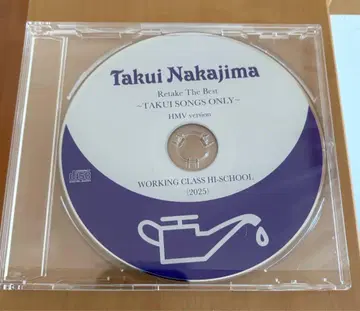 Takui Nakajima
Retake The Best
~TAKUI SONGS ONLY~
HMV version
WORKING CLASS HI-SCHOOL
(2025)